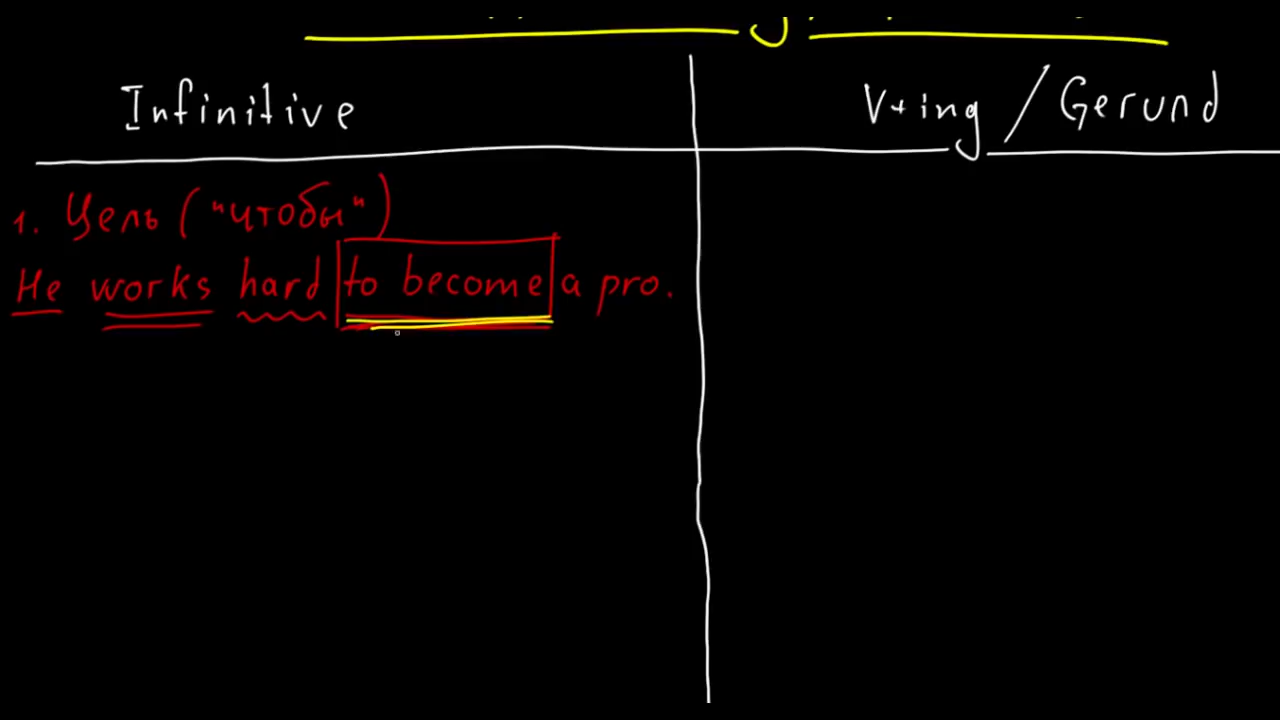 Infinitive
V+ing / Gerund
1. Цель ("чтобы")
He works hard to become a pro.